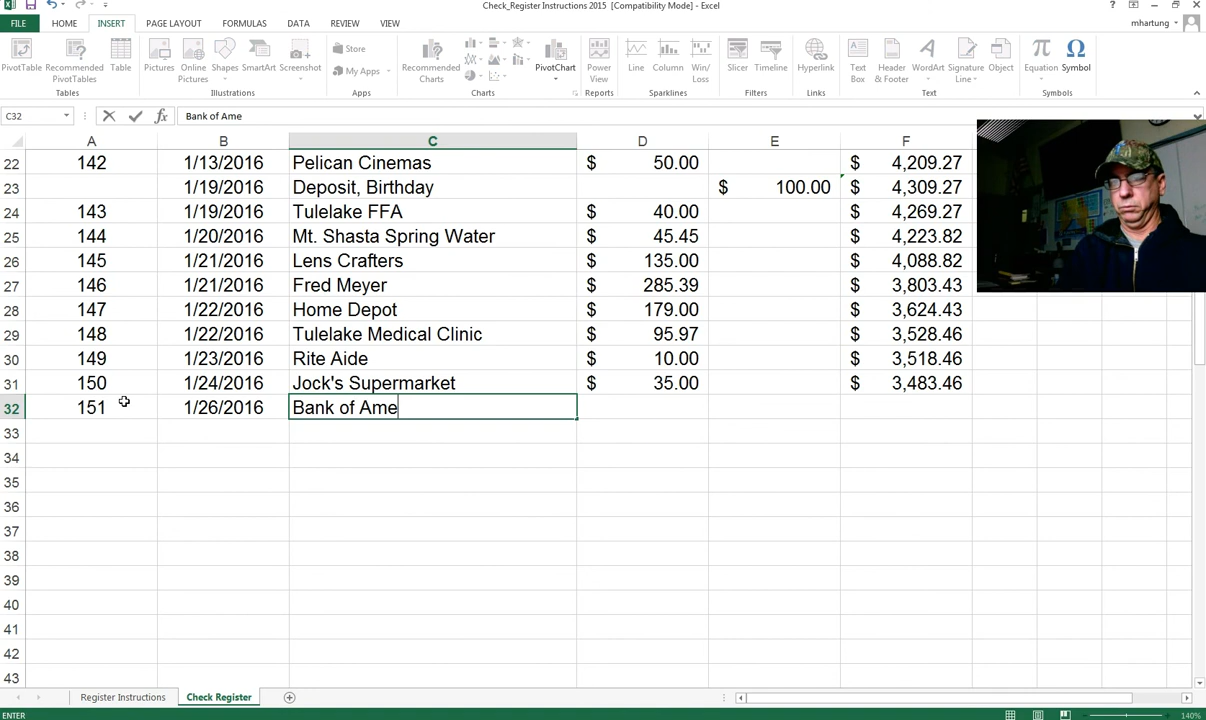 Check_Register Instructions 2015 [Compatibility Mode] - Excel
FILE HOME INSERT PAGE LAYOUT FORMULAS DATA REVIEW VIEW mhartung
PivotTable Recommended PivotTables Table Pictures Online Pictures Shapes SmartArt Screenshot Store My Apps Recommended Charts PivotChart Power View Line Column Win/Loss Slicer Timeline Hyperlink Text Box Header & Footer WordArt Signature Line Object Equation Symbol
Tables Illustrations Apps Charts Reports Sparklines Filters Links Text Symbols
C32 fx Bank of Ame
A B C D E F
22 142 1/13/2016 Pelican Cinemas $ 50.00 $ 4,209.27
23 1/19/2016 Deposit, Birthday $ 100.00 $ 4,309.27
24 143 1/19/2016 Tulelake FFA $ 40.00 $ 4,269.27
25 144 1/20/2016 Mt. Shasta Spring Water $ 45.45 $ 4,223.82
26 145 1/21/2016 Lens Crafters $ 135.00 $ 4,088.82
27 146 1/21/2016 Fred Meyer $ 285.39 $ 3,803.43
28 147 1/22/2016 Home Depot $ 179.00 $ 3,624.43
29 148 1/22/2016 Tulelake Medical Clinic $ 95.97 $ 3,528.46
30 149 1/23/2016 Rite Aide $ 10.00 $ 3,518.46
31 150 1/24/2016 Jock's Supermarket $ 35.00 $ 3,483.46
32 151 1/26/2016 Bank of Ame
33
34
35
36
37
38
39
40
41
42
43
Register Instructions Check Register
ENTER 140%